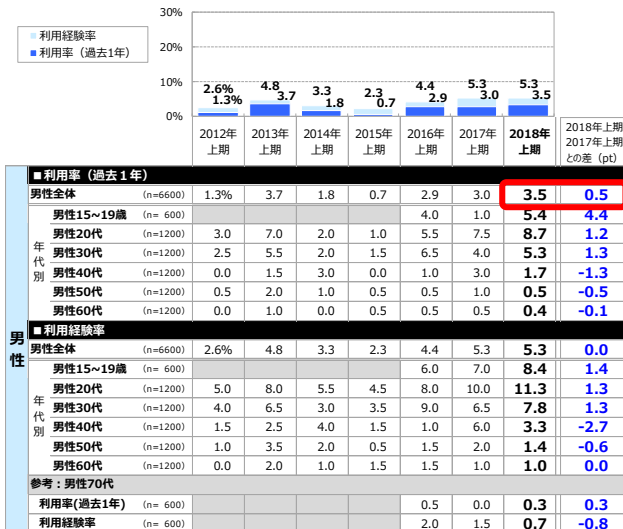 30%
20%
10%
0%
利用経験率
利用率（過去1年）
2.6% 4.8 3.3 2.3 4.4 5.3 5.3
1.3% 3.7 1.8 0.7 2.9 3.0 3.5
2012年上期 2013年上期 2014年上期 2015年上期 2016年上期 2017年上期 2018年上期 2018年上期2017年上期との差（pt）
男性
■利用率（過去１年）
男性全体 (n=6600) 1.3% 3.7 1.8 0.7 2.9 3.0 3.5 0.5
年代別
男性15~19歳 (n= 600) 4.0 1.0 5.4 4.4
男性20代 (n=1200) 3.0 7.0 2.0 1.0 5.5 7.5 8.7 1.2
男性30代 (n=1200) 2.5 5.5 2.0 1.5 6.5 4.0 5.3 1.3
男性40代 (n=1200) 0.0 1.5 3.0 0.0 1.0 3.0 1.7 -1.3
男性50代 (n=1200) 0.5 2.0 1.0 0.5 0.5 1.0 0.5 -0.5
男性60代 (n=1200) 0.0 1.0 0.0 0.5 0.5 0.5 0.4 -0.1
■利用経験率
男性全体 (n=6600) 2.6% 4.8 3.3 2.3 4.4 5.3 5.3 0.0
年代別
男性15~19歳 (n= 600) 6.0 7.0 8.4 1.4
男性20代 (n=1200) 5.0 8.0 5.5 4.5 8.0 10.0 11.3 1.3
男性30代 (n=1200) 4.0 6.5 3.0 3.5 9.0 6.5 7.8 1.3
男性40代 (n=1200) 1.5 2.5 4.0 1.5 1.0 6.0 3.3 -2.7
男性50代 (n=1200) 1.0 3.5 2.0 0.5 1.5 2.0 1.4 -0.6
男性60代 (n=1200) 0.0 2.0 1.0 1.5 1.5 1.0 1.0 0.0
参考：男性70代
利用率(過去1年) (n= 600) 0.5 0.0 0.3 0.3
利用経験率 (n= 600) 2.0 1.5 0.7 -0.8